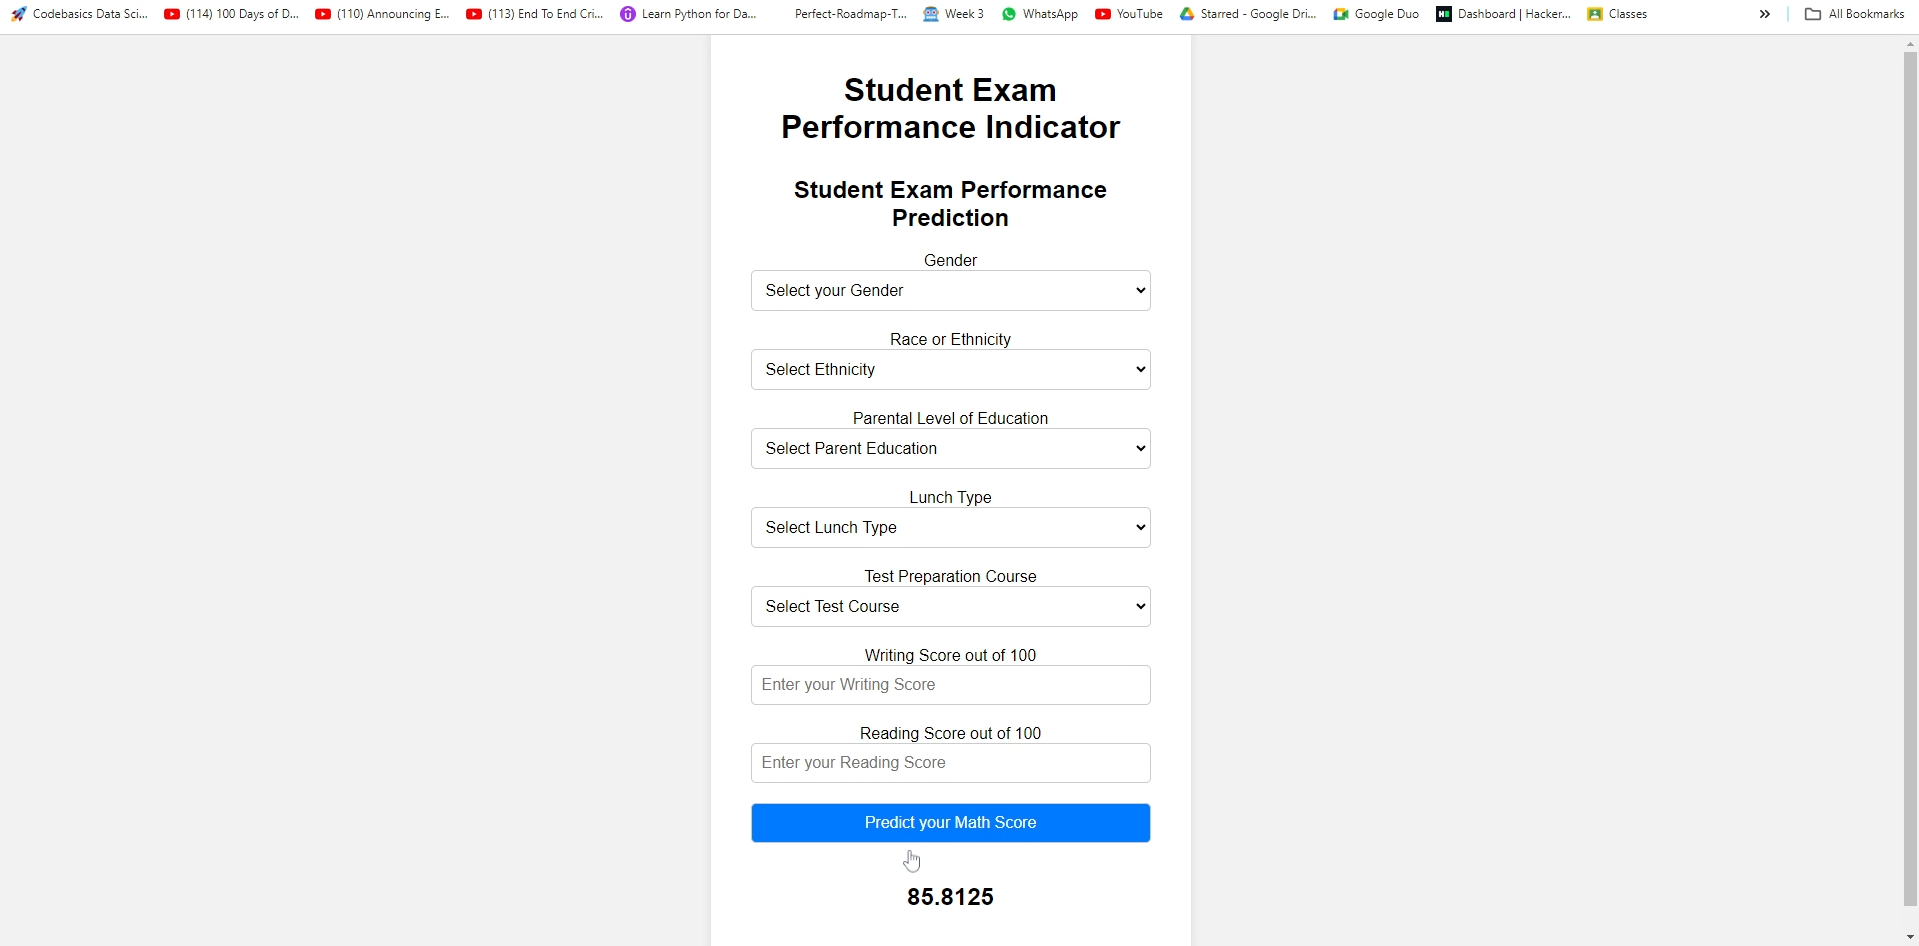 Codebasics Data Sci...
(114) 100 Days of D...
(110) Announcing E...
(113) End To End Cri...
Learn Python for Da...
Perfect-Roadmap-T...
Week 3
WhatsApp
YouTube
Starred - Google Dri...
Google Duo
Dashboard | Hacker...
Classes
»
All Bookmarks
Student Exam
Performance Indicator
Student Exam Performance
Prediction
Gender
Select your Gender
Race or Ethnicity
Select Ethnicity
Parental Level of Education
Select Parent Education
Lunch Type
Select Lunch Type
Test Preparation Course
Select Test Course
Writing Score out of 100
Enter your Writing Score
Reading Score out of 100
Enter your Reading Score
Predict your Math Score
85.8125